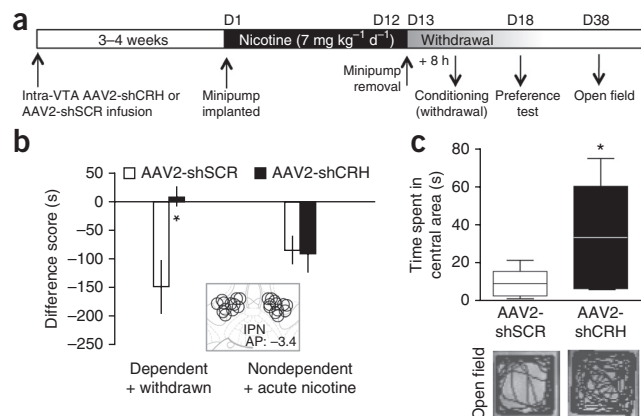 a
D1 D12 D13 D18 D38
3–4 weeks Nicotine (7 mg kg⁻¹ d⁻¹) Withdrawal
+ 8 h
Intra-VTA AAV2-shCRH or
AAV2-shSCR infusion
Minipump
implanted
Minipump
removal
Conditioning
(withdrawal)
Preference
test
Open field
b
AAV2-shSCR AAV2-shCRH
Difference score (s)
50
0
−50
−100
−150
−200
−250
*
IPN
AP: −3.4
Dependent
+ withdrawn
Nondependent
+ acute nicotine
c
Time spent in
central area (s)
80
60
40
20
0
*
AAV2-
shSCR
AAV2-
shCRH
Open field